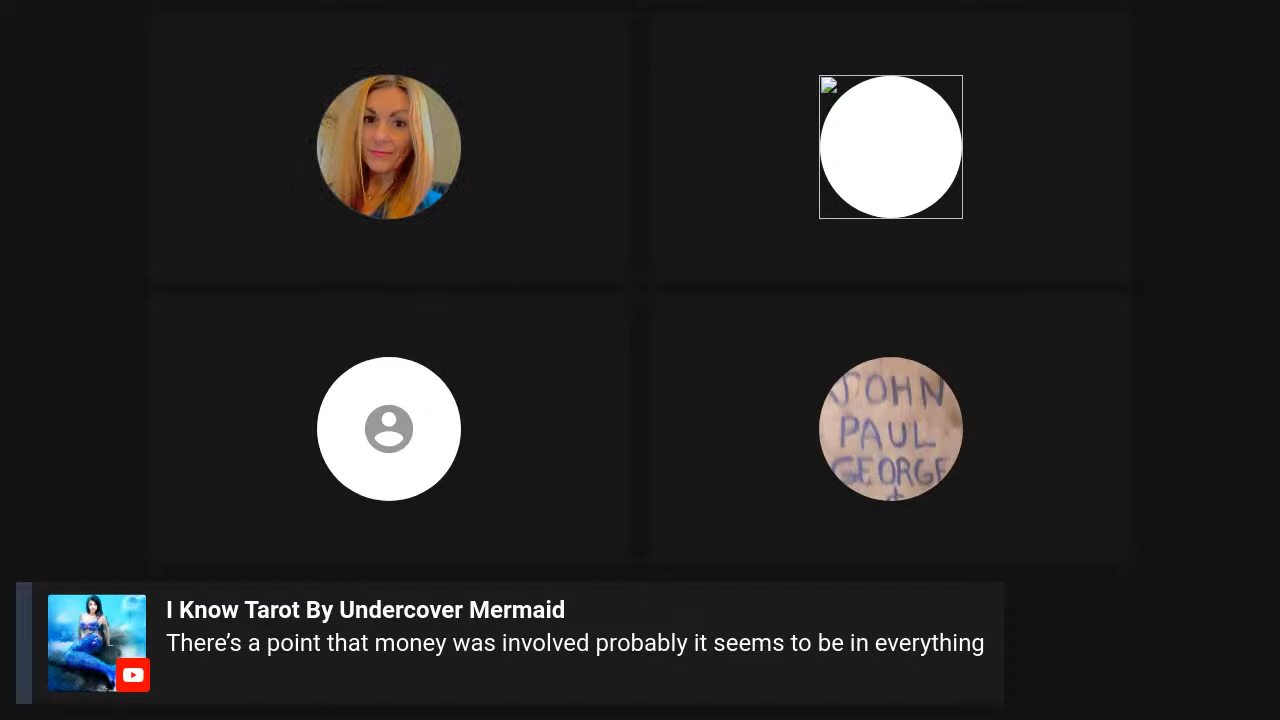 JOHN
PAUL
GEORGE
+
I Know Tarot By Undercover Mermaid
There’s a point that money was involved probably it seems to be in everything